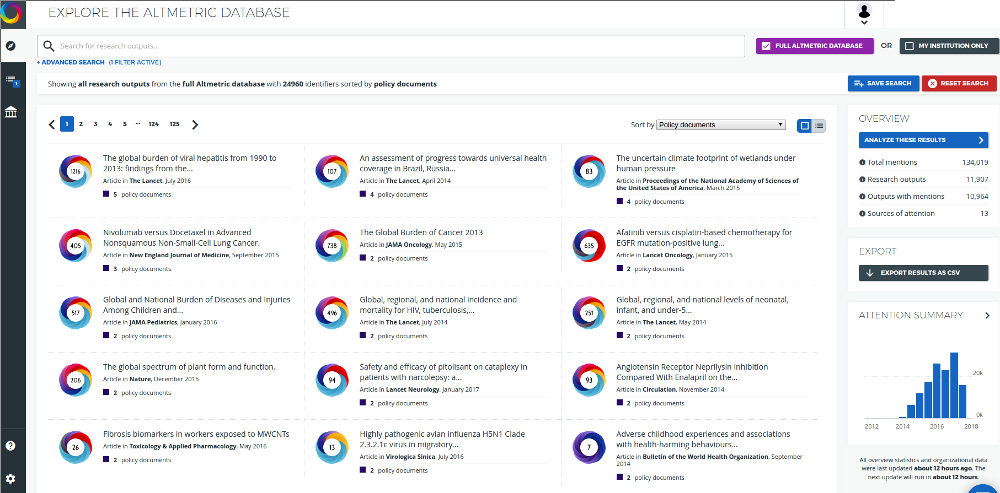 EXPLORE THE ALTMETRIC DATABASE
Search for research outputs...
FULL ALTMETRIC DATABASE
OR
MY INSTITUTION ONLY
+ ADVANCED SEARCH (1 FILTER ACTIVE)
1
Showing all research outputs from the full Altmetric database with 24960 identifiers sorted by policy documents
SAVE SEARCH
RESET SEARCH
1 2 3 4 5 ... 124 125
Sort by Policy documents
1216
The global burden of viral hepatitis from 1990 to
2013: findings from the...
Article in The Lancet, July 2016
5 policy documents
107
An assessment of progress towards universal health
coverage in Brazil, Russia...
Article in The Lancet, April 2014
4 policy documents
83
The uncertain climate footprint of wetlands under
human pressure
Article in Proceedings of the National Academy of Sciences of
the United States of America, March 2015
4 policy documents
405
Nivolumab versus Docetaxel in Advanced
Nonsquamous Non-Small-Cell Lung Cancer.
Article in New England Journal of Medicine, September 2015
3 policy documents
738
The Global Burden of Cancer 2013
Article in JAMA Oncology, May 2015
2 policy documents
635
Afatinib versus cisplatin-based chemotherapy for
EGFR mutation-positive lung...
Article in Lancet Oncology, January 2015
2 policy documents
517
Global and National Burden of Diseases and Injuries
Among Children and...
Article in JAMA Pediatrics, January 2016
2 policy documents
496
Global, regional, and national incidence and
mortality for HIV, tuberculosis,...
Article in The Lancet, July 2014
2 policy documents
251
Global, regional, and national levels of neonatal,
infant, and under-5...
Article in The Lancet, May 2014
2 policy documents
206
The global spectrum of plant form and function.
Article in Nature, December 2015
2 policy documents
94
Safety and efficacy of pitolisant on cataplexy in
patients with narcolepsy: a...
Article in Lancet Neurology, January 2017
2 policy documents
93
Angiotensin Receptor Neprilysin Inhibition
Compared With Enalapril on the...
Article in Circulation, November 2014
2 policy documents
26
Fibrosis biomarkers in workers exposed to MWCNTs
Article in Toxicology & Applied Pharmacology, May 2016
2 policy documents
13
Highly pathogenic avian influenza H5N1 Clade
2.3.2.1c virus in migratory...
Article in Virologica Sinica, July 2016
2 policy documents
7
Adverse childhood experiences and associations
with health-harming behaviours...
Article in Bulletin of the World Health Organization, September
2014
2 policy documents
OVERVIEW
ANALYZE THESE RESULTS
Total mentions 134,019
Research outputs 11,907
Outputs with mentions 10,964
Sources of attention 13
EXPORT
EXPORT RESULTS AS CSV
ATTENTION SUMMARY
20k
0k
2012 2014 2016 2018
All overview statistics and organizational data
were last updated about 12 hours ago. The
next update will run in about 12 hours.